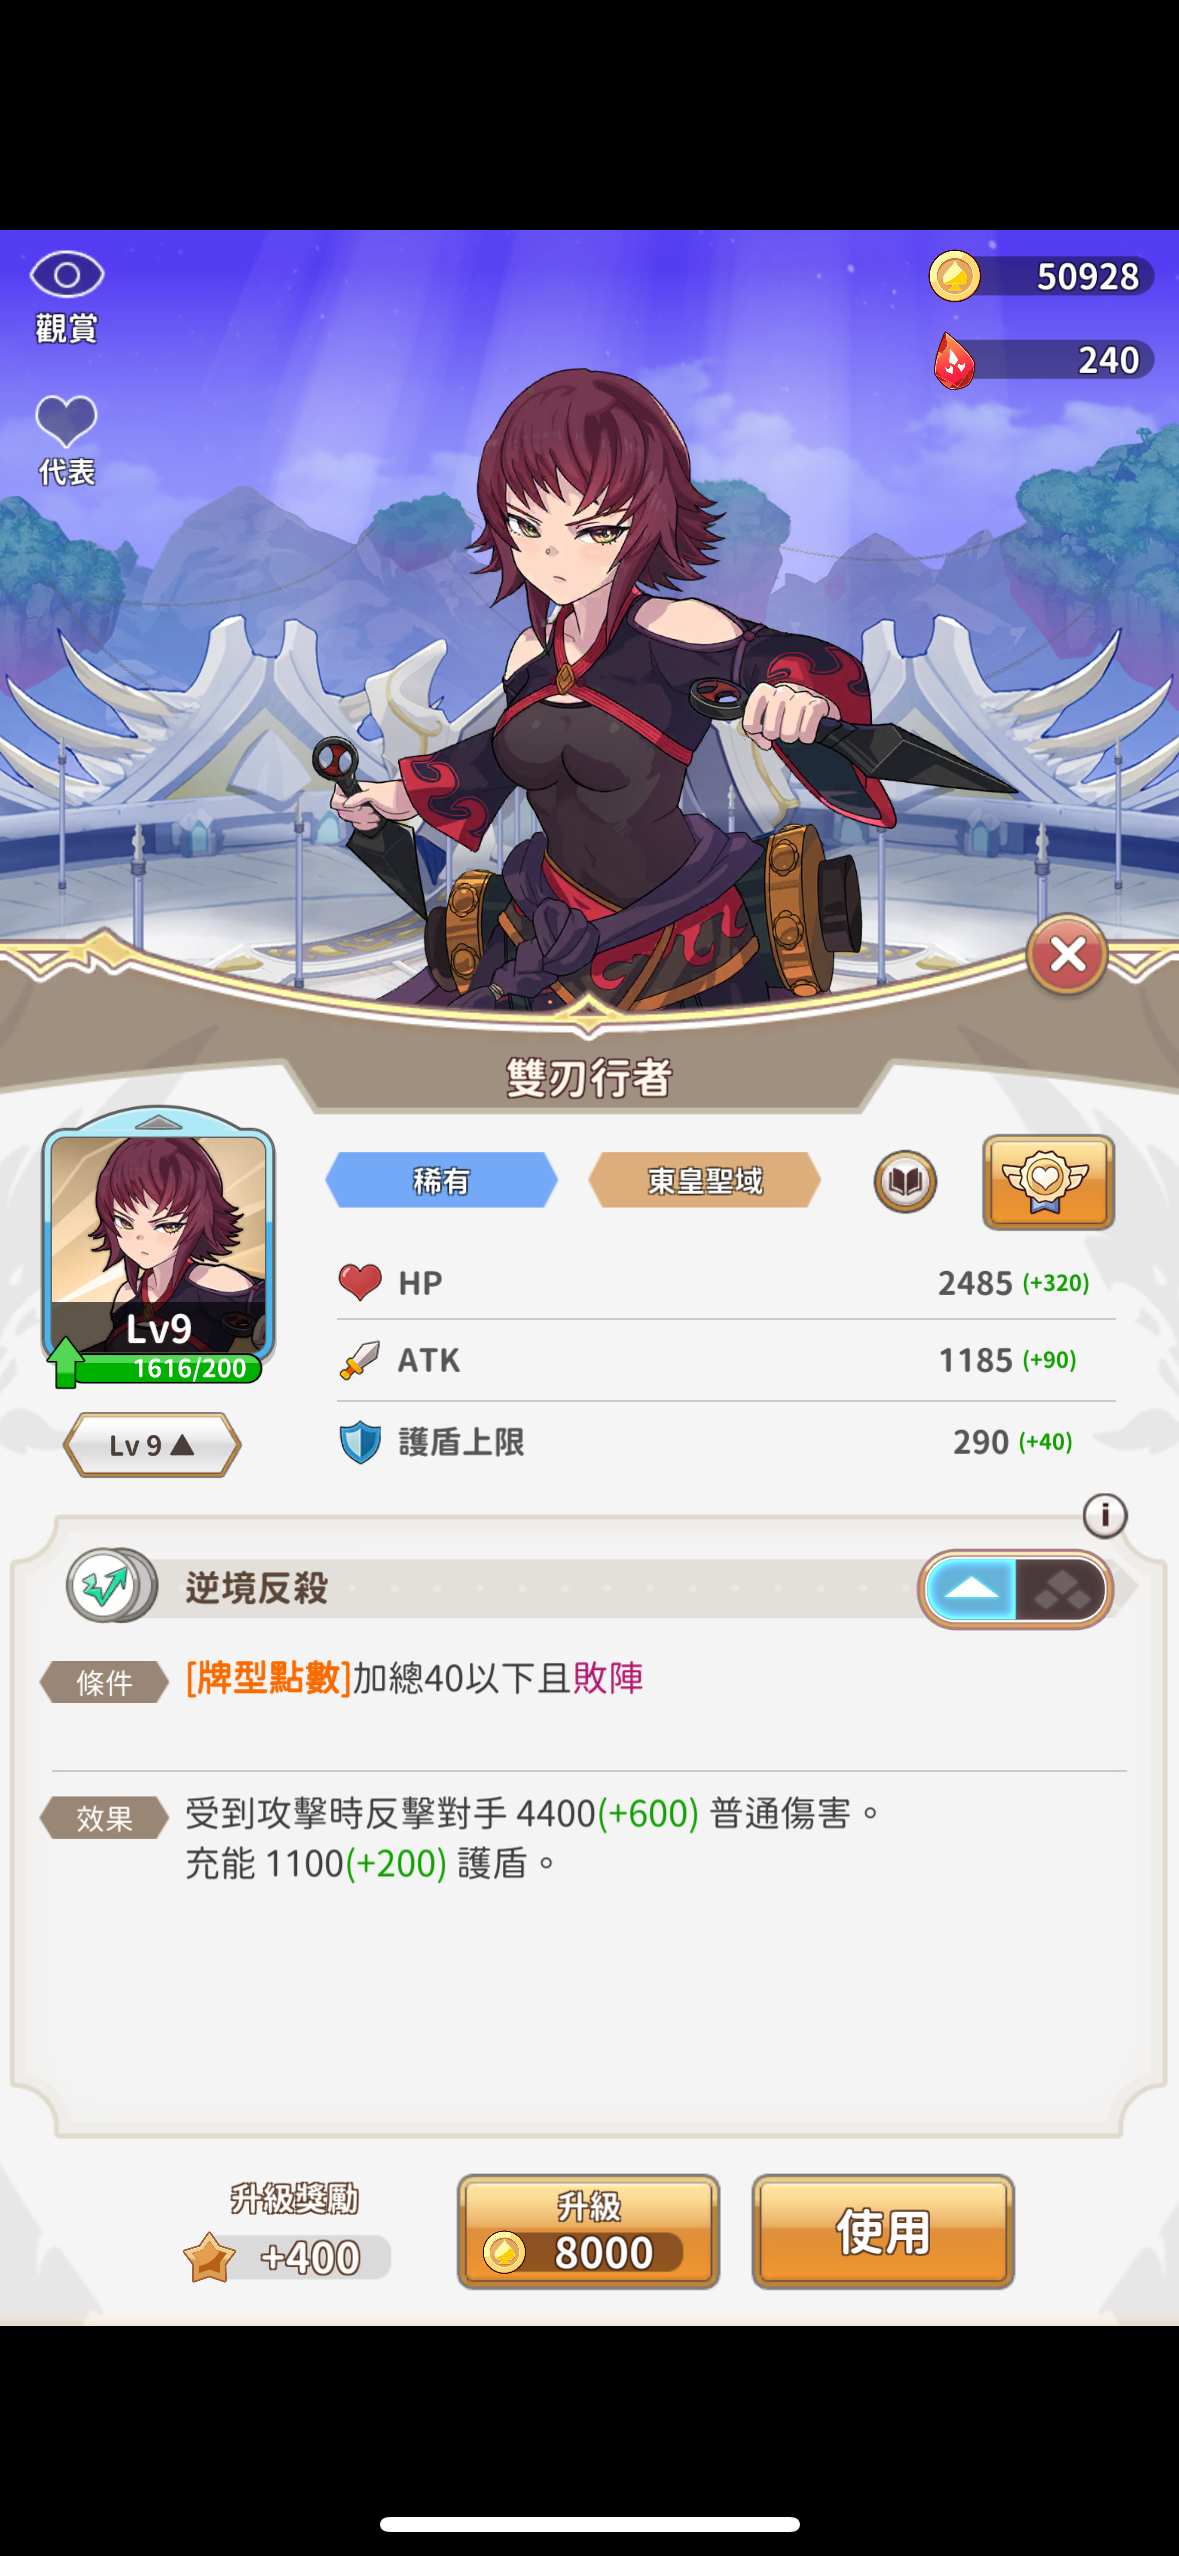 觀賞
50928
240
代表
雙刃行者
稀有
東皇聖域
Lv9
1616/200
Lv 9 ▲
HP 2485 (+320)
ATK 1185 (+90)
護盾上限 290 (+40)
i
逆境反殺
條件 [牌型點數]加總40以下且敗陣
效果 受到攻擊時反擊對手 4400(+600) 普通傷害。
充能 1100(+200) 護盾。
升級獎勵
+400
升級
8000
使用